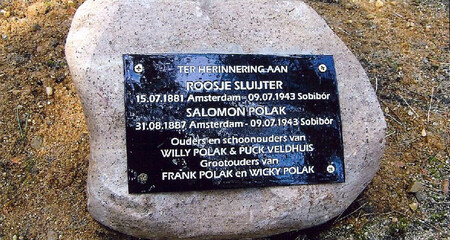 TER HERINNERING AAN
ROOSJE SLUIJTER
15.07.1881 Amsterdam - 09.07.1943 Sobibór
SALOMON POLAK
31.08.1887 Amsterdam - 09.07.1943 Sobibór
Ouders en schoonouders van
WILLY POLAK & PUCK VELDHUIS
Grootouders van
FRANK POLAK en WICKY POLAK